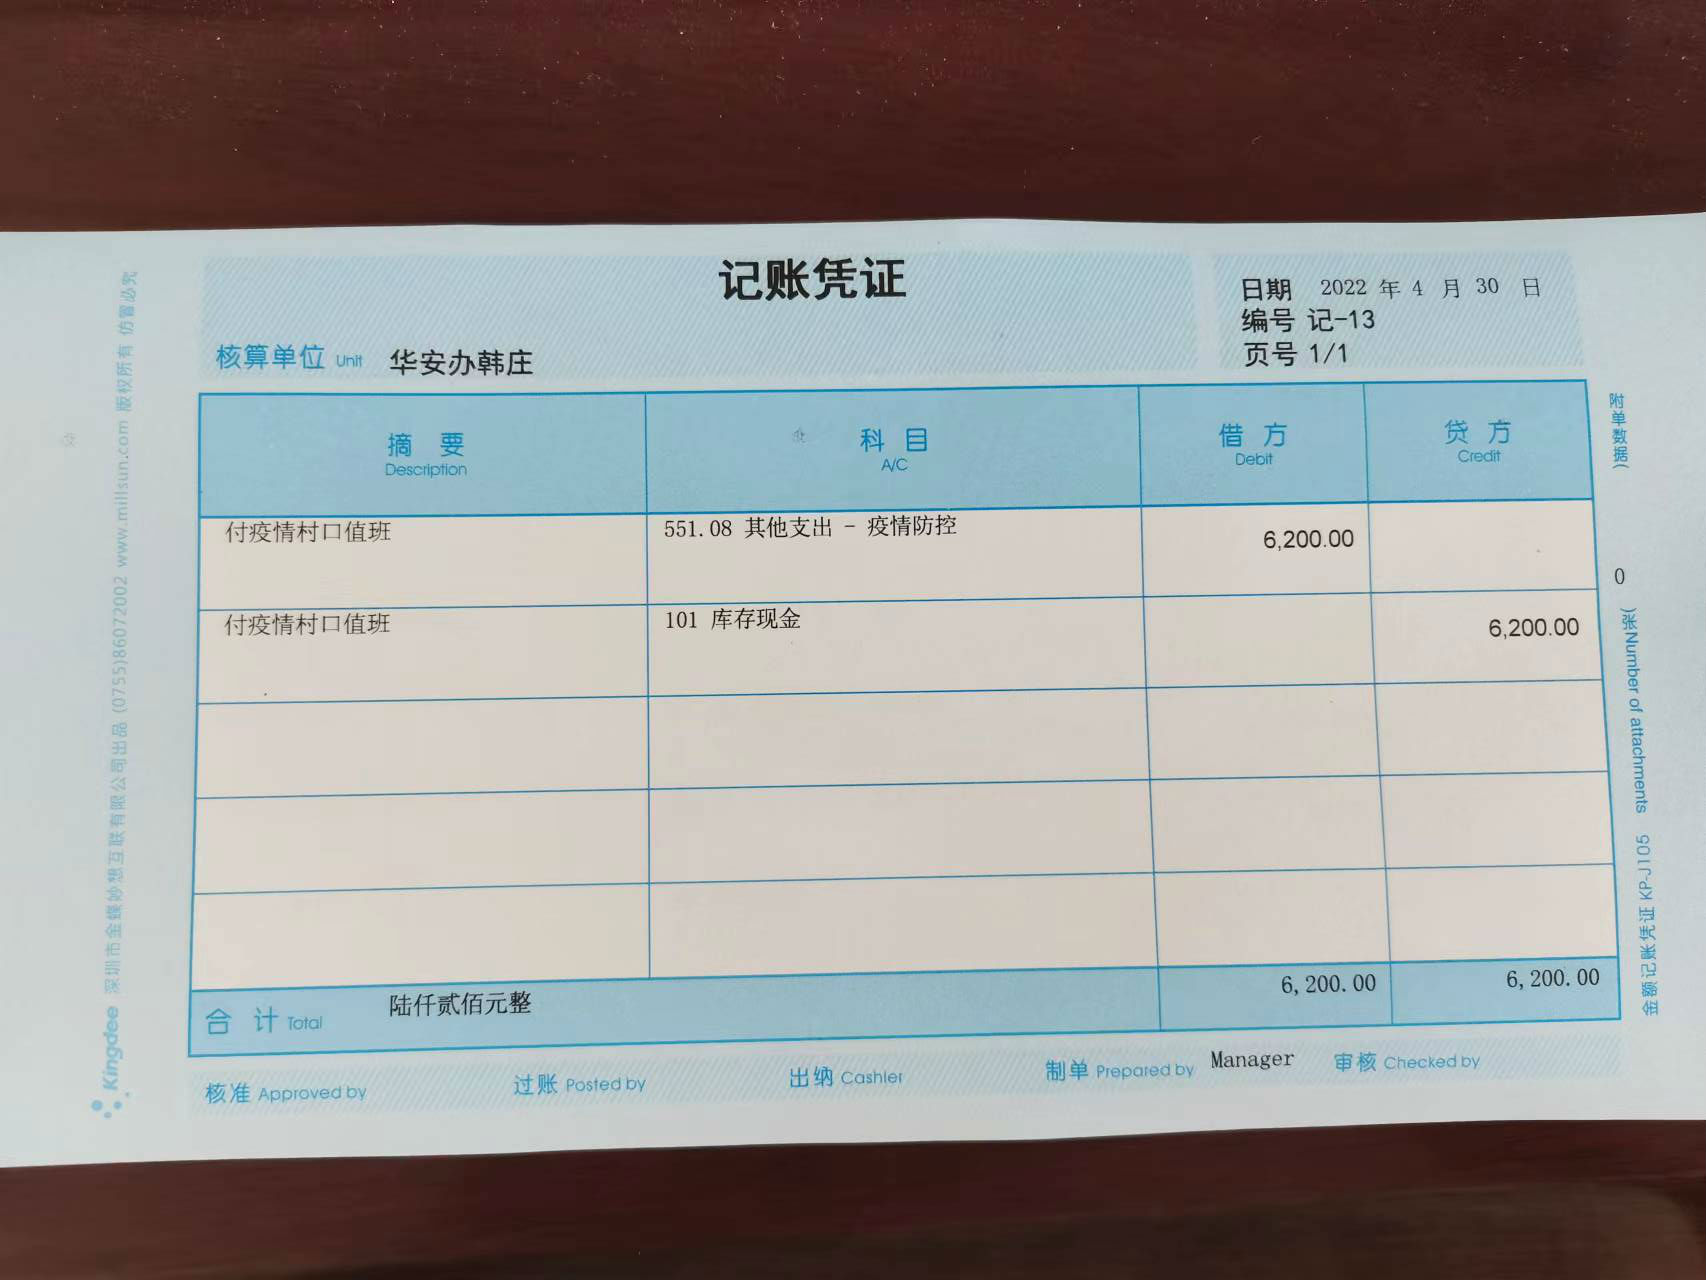 记账凭证
日期 2022 年 4 月 30 日
编号 记-13
页号 1/1
核算单位 Unit 华安办韩庄
摘 要 科 目 借 方 贷 方
Description A/C Debit Credit
付疫情村口值班 551.08 其他支出 - 疫情防控 6,200.00
付疫情村口值班 101 库存现金 6,200.00
合 计 Total 陆仟贰佰元整 6,200.00 6,200.00
核准 Approved by 过账 Posted by 出纳 Cashier 制单 Prepared by Manager 审核 Checked by
附单数据( 0 )张 Number of attachments 金额记账凭证 KP-J105
Kingdee 深圳市金蝶妙想互联有限公司出品 (0755)86072002 www.millsun.com 版权所有 仿冒必究